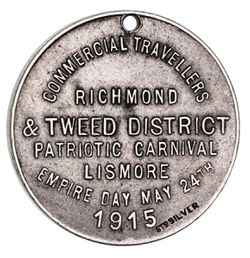 COMMERCIAL TRAVELLERS
RICHMOND
& TWEED DISTRICT
PATRIOTIC CARNIVAL
LISMORE
EMPIRE DAY MAY 24TH
1915
STG SILVER